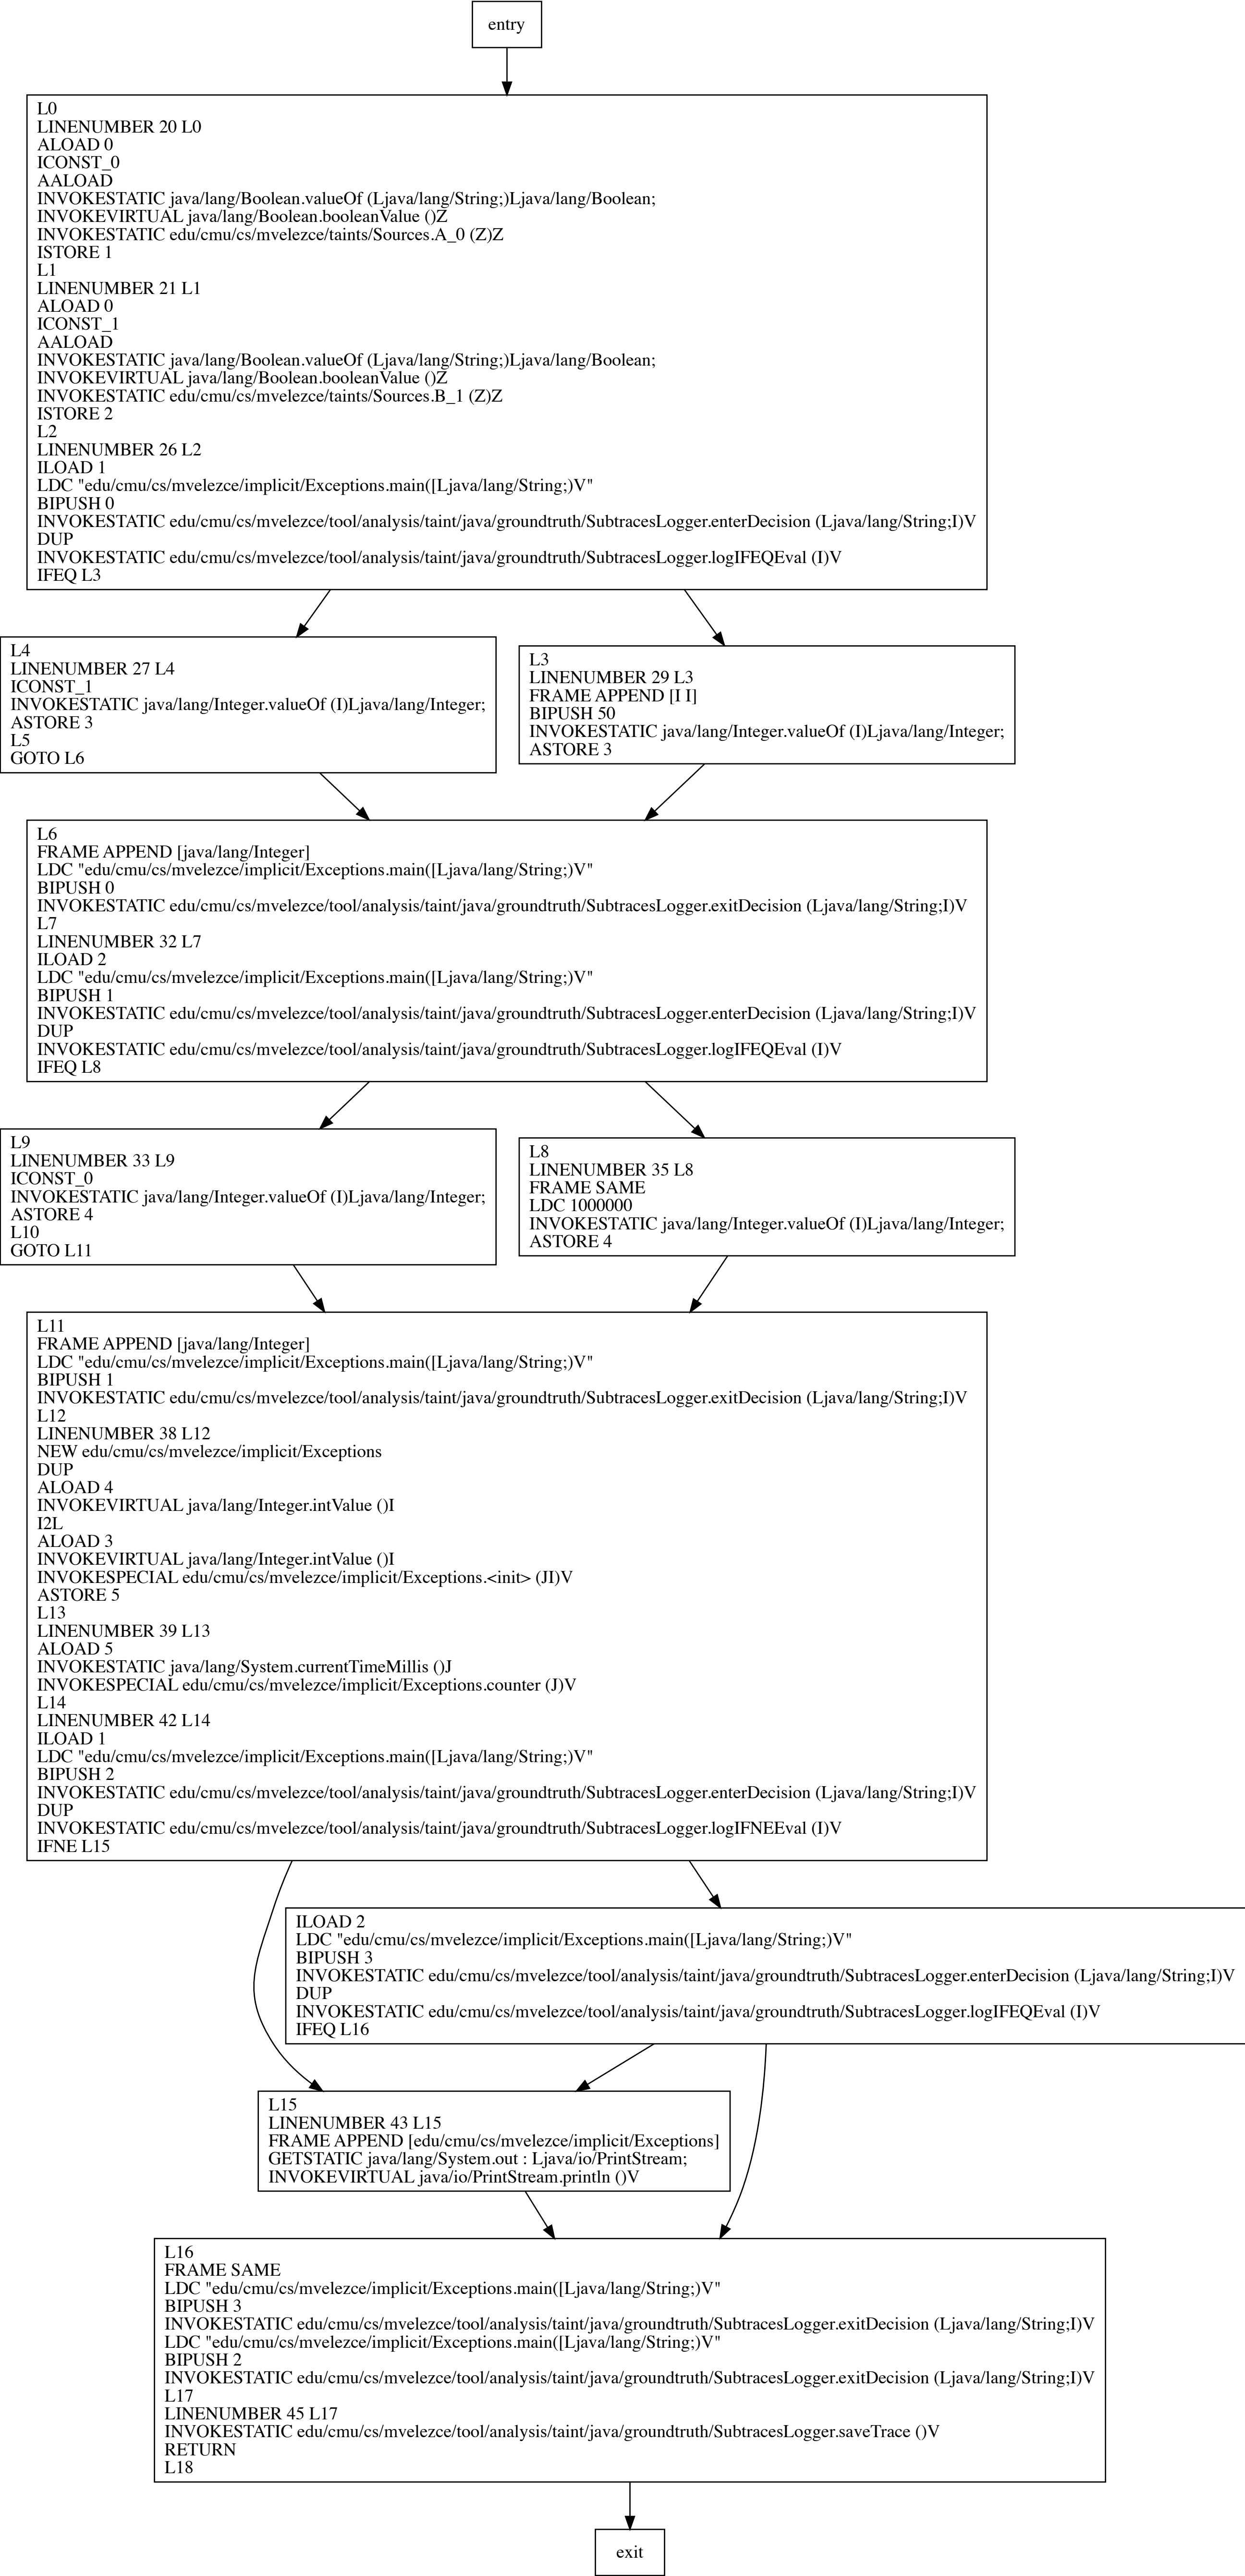 entry
L0
LINENUMBER 20 L0
ALOAD 0
ICONST_0
AALOAD
INVOKESTATIC java/lang/Boolean.valueOf (Ljava/lang/String;)Ljava/lang/Boolean;
INVOKEVIRTUAL java/lang/Boolean.booleanValue ()Z
INVOKESTATIC edu/cmu/cs/mvelezce/taints/Sources.A_0 (Z)Z
ISTORE 1
L1
LINENUMBER 21 L1
ALOAD 0
ICONST_1
AALOAD
INVOKESTATIC java/lang/Boolean.valueOf (Ljava/lang/String;)Ljava/lang/Boolean;
INVOKEVIRTUAL java/lang/Boolean.booleanValue ()Z
INVOKESTATIC edu/cmu/cs/mvelezce/taints/Sources.B_1 (Z)Z
ISTORE 2
L2
LINENUMBER 26 L2
ILOAD 1
LDC "edu/cmu/cs/mvelezce/implicit/Exceptions.main([Ljava/lang/String;)V"
BIPUSH 0
INVOKESTATIC edu/cmu/cs/mvelezce/tool/analysis/taint/java/groundtruth/SubtracesLogger.enterDecision (Ljava/lang/String;I)V
DUP
INVOKESTATIC edu/cmu/cs/mvelezce/tool/analysis/taint/java/groundtruth/SubtracesLogger.logIFEQEval (I)V
IFEQ L3
L4
LINENUMBER 27 L4
ICONST_1
INVOKESTATIC java/lang/Integer.valueOf (I)Ljava/lang/Integer;
ASTORE 3
L5
GOTO L6
L3
LINENUMBER 29 L3
FRAME APPEND [I I]
BIPUSH 50
INVOKESTATIC java/lang/Integer.valueOf (I)Ljava/lang/Integer;
ASTORE 3
L6
FRAME APPEND [java/lang/Integer]
LDC "edu/cmu/cs/mvelezce/implicit/Exceptions.main([Ljava/lang/String;)V"
BIPUSH 0
INVOKESTATIC edu/cmu/cs/mvelezce/tool/analysis/taint/java/groundtruth/SubtracesLogger.exitDecision (Ljava/lang/String;I)V
L7
LINENUMBER 32 L7
ILOAD 2
LDC "edu/cmu/cs/mvelezce/implicit/Exceptions.main([Ljava/lang/String;)V"
BIPUSH 1
INVOKESTATIC edu/cmu/cs/mvelezce/tool/analysis/taint/java/groundtruth/SubtracesLogger.enterDecision (Ljava/lang/String;I)V
DUP
INVOKESTATIC edu/cmu/cs/mvelezce/tool/analysis/taint/java/groundtruth/SubtracesLogger.logIFEQEval (I)V
IFEQ L8
L9
LINENUMBER 33 L9
ICONST_0
INVOKESTATIC java/lang/Integer.valueOf (I)Ljava/lang/Integer;
ASTORE 4
L10
GOTO L11
L8
LINENUMBER 35 L8
FRAME SAME
LDC 1000000
INVOKESTATIC java/lang/Integer.valueOf (I)Ljava/lang/Integer;
ASTORE 4
L11
FRAME APPEND [java/lang/Integer]
LDC "edu/cmu/cs/mvelezce/implicit/Exceptions.main([Ljava/lang/String;)V"
BIPUSH 1
INVOKESTATIC edu/cmu/cs/mvelezce/tool/analysis/taint/java/groundtruth/SubtracesLogger.exitDecision (Ljava/lang/String;I)V
L12
LINENUMBER 38 L12
NEW edu/cmu/cs/mvelezce/implicit/Exceptions
DUP
ALOAD 4
INVOKEVIRTUAL java/lang/Integer.intValue ()I
I2L
ALOAD 3
INVOKEVIRTUAL java/lang/Integer.intValue ()I
INVOKESPECIAL edu/cmu/cs/mvelezce/implicit/Exceptions.<init> (JI)V
ASTORE 5
L13
LINENUMBER 39 L13
ALOAD 5
INVOKESTATIC java/lang/System.currentTimeMillis ()J
INVOKESPECIAL edu/cmu/cs/mvelezce/implicit/Exceptions.counter (J)V
L14
LINENUMBER 42 L14
ILOAD 1
LDC "edu/cmu/cs/mvelezce/implicit/Exceptions.main([Ljava/lang/String;)V"
BIPUSH 2
INVOKESTATIC edu/cmu/cs/mvelezce/tool/analysis/taint/java/groundtruth/SubtracesLogger.enterDecision (Ljava/lang/String;I)V
DUP
INVOKESTATIC edu/cmu/cs/mvelezce/tool/analysis/taint/java/groundtruth/SubtracesLogger.logIFNEEval (I)V
IFNE L15
ILOAD 2
LDC "edu/cmu/cs/mvelezce/implicit/Exceptions.main([Ljava/lang/String;)V"
BIPUSH 3
INVOKESTATIC edu/cmu/cs/mvelezce/tool/analysis/taint/java/groundtruth/SubtracesLogger.enterDecision (Ljava/lang/String;I)V
DUP
INVOKESTATIC edu/cmu/cs/mvelezce/tool/analysis/taint/java/groundtruth/SubtracesLogger.logIFEQEval (I)V
IFEQ L16
L15
LINENUMBER 43 L15
FRAME APPEND [edu/cmu/cs/mvelezce/implicit/Exceptions]
GETSTATIC java/lang/System.out : Ljava/io/PrintStream;
INVOKEVIRTUAL java/io/PrintStream.println ()V
L16
FRAME SAME
LDC "edu/cmu/cs/mvelezce/implicit/Exceptions.main([Ljava/lang/String;)V"
BIPUSH 3
INVOKESTATIC edu/cmu/cs/mvelezce/tool/analysis/taint/java/groundtruth/SubtracesLogger.exitDecision (Ljava/lang/String;I)V
LDC "edu/cmu/cs/mvelezce/implicit/Exceptions.main([Ljava/lang/String;)V"
BIPUSH 2
INVOKESTATIC edu/cmu/cs/mvelezce/tool/analysis/taint/java/groundtruth/SubtracesLogger.exitDecision (Ljava/lang/String;I)V
L17
LINENUMBER 45 L17
INVOKESTATIC edu/cmu/cs/mvelezce/tool/analysis/taint/java/groundtruth/SubtracesLogger.saveTrace ()V
RETURN
L18
exit